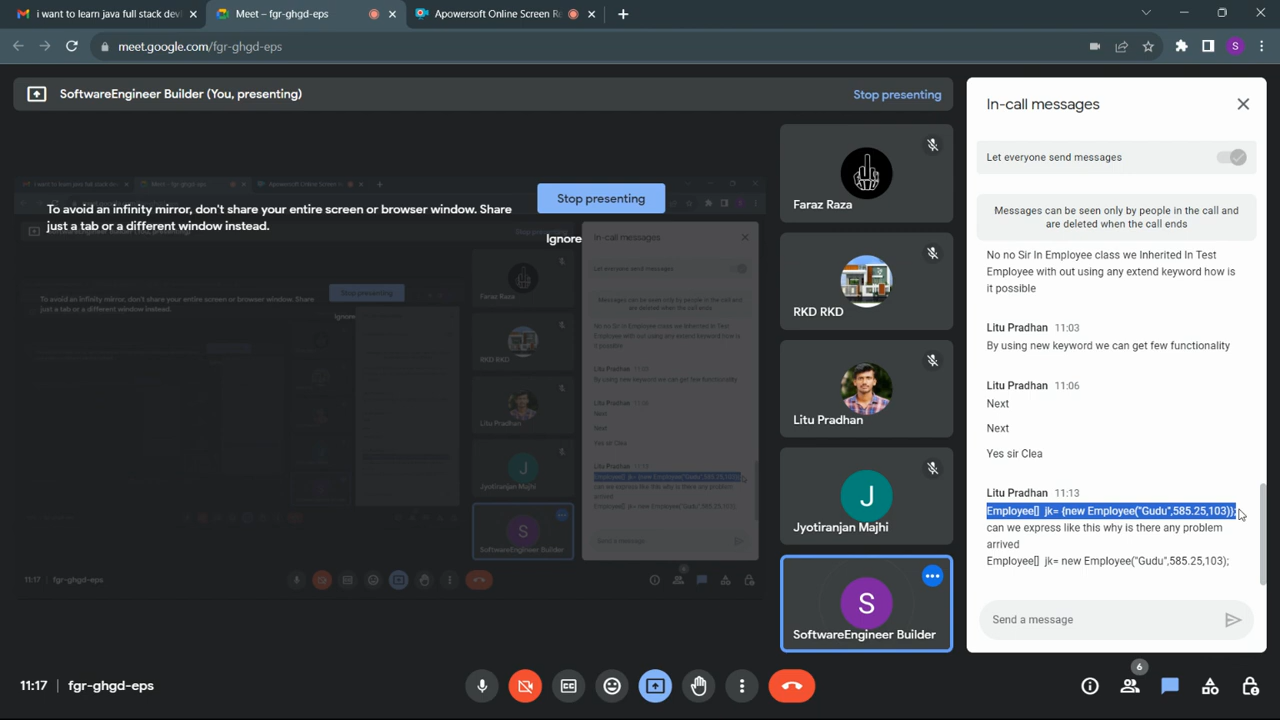 i want to learn java full stack devl
Meet – fgr-ghgd-eps
Apowersoft Online Screen Re
meet.google.com/fgr-ghgd-eps
S
SoftwareEngineer Builder (You, presenting)
Stop presenting
To avoid an infinity mirror, don't share your entire screen or browser window. Share
just a tab or a different window instead.
Stop presenting
Ignore
Faraz Raza
RKD RKD
Litu Pradhan
J
Jyotiranjan Majhi
S
SoftwareEngineer Builder
In-call messages
Let everyone send messages
Messages can be seen only by people in the call and
are deleted when the call ends
No no Sir In Employee class we Inherited In Test
Employee with out using any extend keyword how is
it possible
Litu Pradhan 11:03
By using new keyword we can get few functionality
Litu Pradhan 11:06
Next
Next
Yes sir Clea
Litu Pradhan 11:13
Employee[] jk= {new Employee("Gudu",585.25,103)};
can we express like this why is there any problem
arrived
Employee[] jk= new Employee("Gudu",585.25,103);
Send a message
11:17 | fgr-ghgd-eps
6